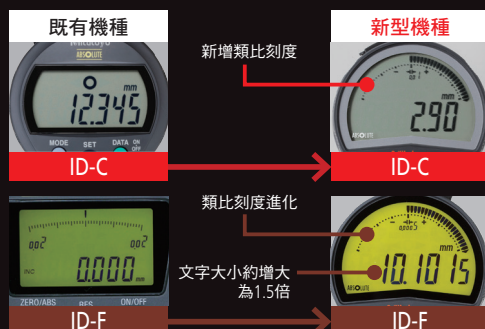 既有機種
新型機種
Mitutoyo
ABSOLUTE
mm
12.345
MODE
SET
DATA
ON
OFF
新增類比刻度
mm
2.90
ABSOLUTE
ID-C
ID-C
0.02
0.02
INC
0.000 mm
ZERO/ABS
RES
ON/OFF
類比刻度進化
文字大小約增大
為1.5倍
mm
10.1015
ABSOLUTE
ID-F
ID-F